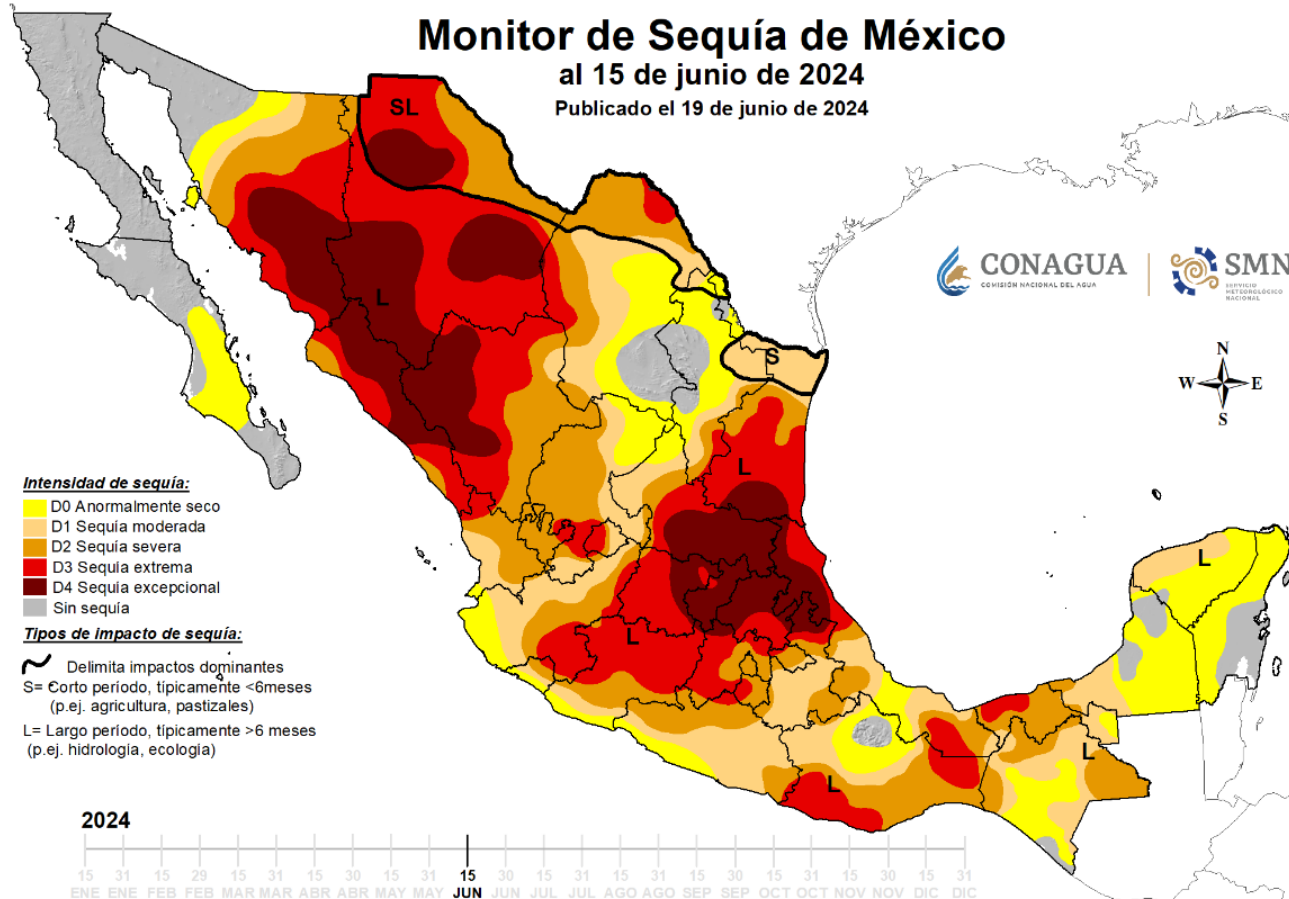 Monitor de Sequía de México
al 15 de junio de 2024
Publicado el 19 de junio de 2024
SL
L
S
L
L
L
L
L
CONAGUA
COMISIÓN NACIONAL DEL AGUA
SMN
SERVICIO
METEOROLÓGICO
NACIONAL
N
W E
S
Intensidad de sequía:
D0 Anormalmente seco
D1 Sequía moderada
D2 Sequía severa
D3 Sequía extrema
D4 Sequía excepcional
Sin sequía
Tipos de impacto de sequía:
Delimita impactos dominantes
S= Corto período, típicamente <6meses
(p.ej. agricultura, pastizales)
L= Largo período, típicamente >6 meses
(p.ej. hidrología, ecología)
2024
15 31 15 29 15 31 15 30 15 31 15 30 15 31 15 31 15 30 15 31 15 30 15 31
ENE ENE FEB FEB MAR MAR ABR ABR MAY MAY JUN JUN JUL JUL AGO AGO SEP SEP OCT OCT NOV NOV DIC DIC